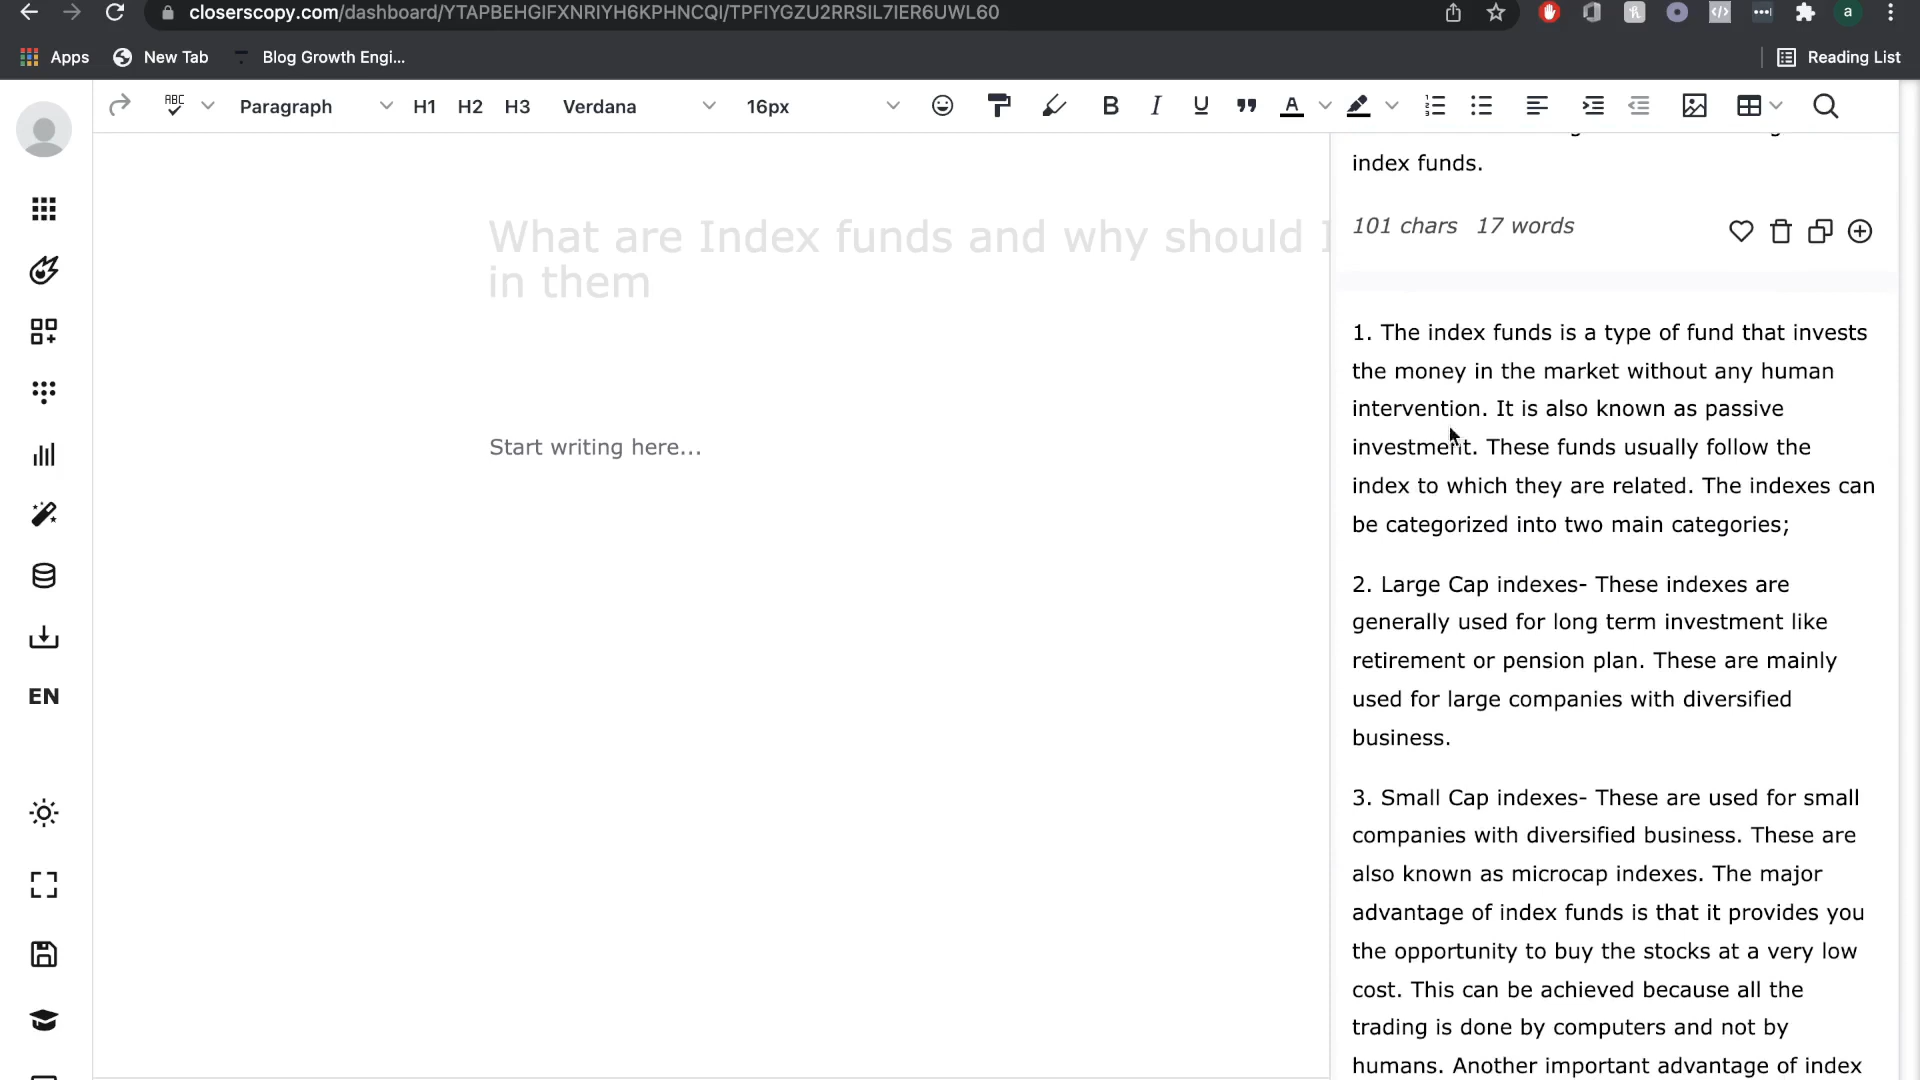 closerscopy.com/dashboard/YTAPBEHGIFXNRIYH6KPHNCQI/TPFIYGZU2RRSIL7IER6UWL60
a
Apps
New Tab
Blog Growth Engi...
Reading List
ABC
Paragraph
H1
H2
H3
Verdana
16px
B
I
U
A
index funds.
101 chars 17 words
What are Index funds and why should I
in them
Start writing here...
1. The index funds is a type of fund that invests
the money in the market without any human
intervention. It is also known as passive
investment. These funds usually follow the
index to which they are related. The indexes can
be categorized into two main categories;
2. Large Cap indexes- These indexes are
generally used for long term investment like
retirement or pension plan. These are mainly
used for large companies with diversified
business.
3. Small Cap indexes- These are used for small
companies with diversified business. These are
also known as microcap indexes. The major
advantage of index funds is that it provides you
the opportunity to buy the stocks at a very low
cost. This can be achieved because all the
trading is done by computers and not by
humans. Another important advantage of index
EN